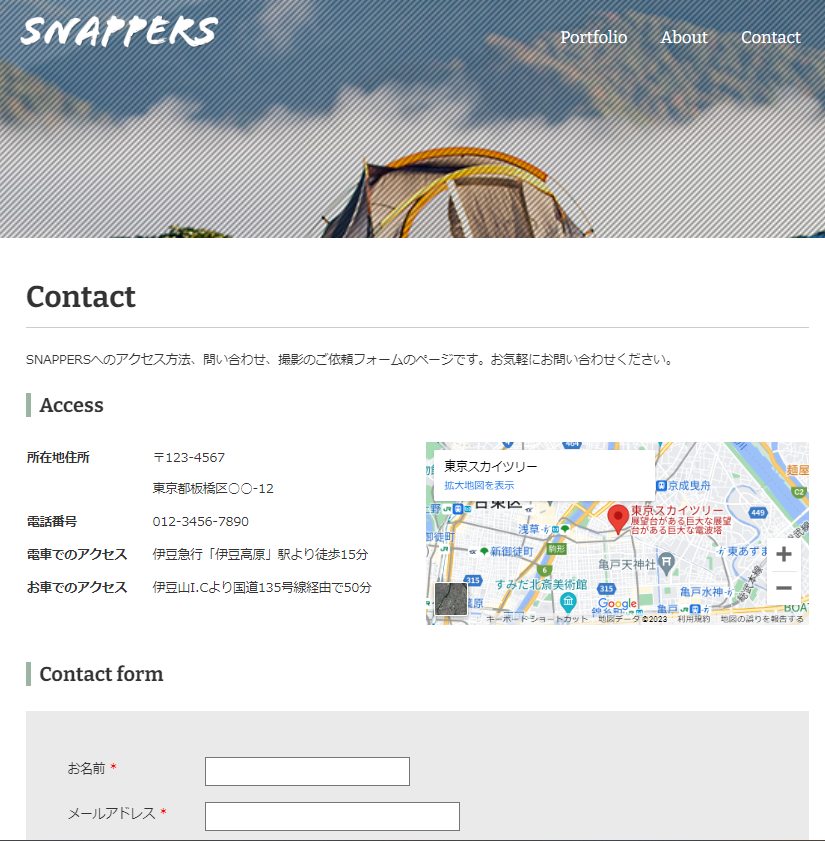 SNAPPERS
Portfolio About Contact
Contact
SNAPPERSへのアクセス方法、問い合わせ、撮影のご依頼フォームのページです。お気軽にお問い合わせください。
Access
所在地住所 〒123-4567
東京都板橋区○○-12
電話番号 012-3456-7890
電車でのアクセス 伊豆急行「伊豆高原」駅より徒歩15分
お車でのアクセス 伊豆山I.Cより国道135号線経由で50分
東京スカイツリー
拡大地図を表示
台東区
京成曳舟
C2
東京スカイツリー
展望台がある巨大な展望
台がある巨大な電波塔
449
浅草
新御徒町
駒形
亀戸天神社
東あずま
6
315
すみだ北斎美術館
315
亀戸水神
錦糸町
総武本線
Google
キーボード ショートカット 地図データ ©2023 利用規約 地図の誤りを報告する
Contact form
お名前 *
メールアドレス *